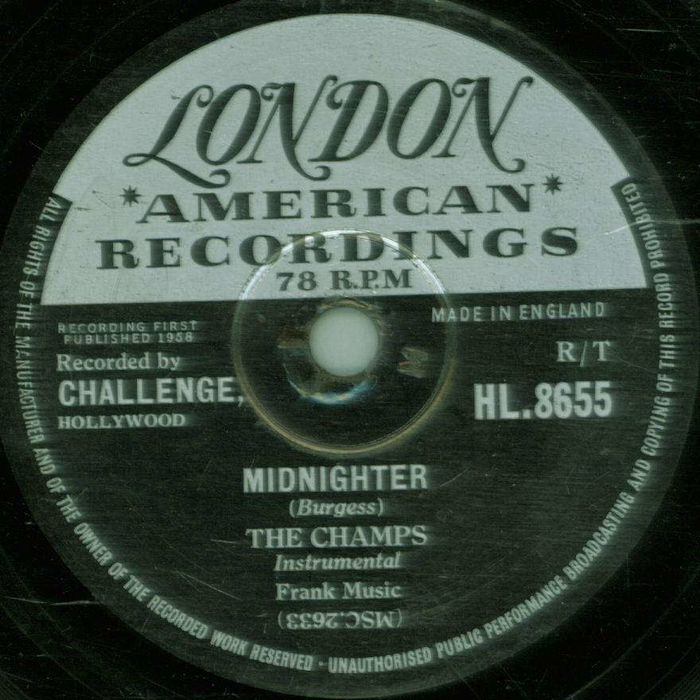 LONDON
*AMERICAN*
RECORDINGS
78 R.P.M
MADE IN ENGLAND
RECORDING FIRST
PUBLISHED 1958
R/T
Recorded by
CHALLENGE,
HL.8655
HOLLYWOOD
MIDNIGHTER
(Burgess)
THE CHAMPS
Instrumental
Frank Music
(MSC.2633)
ALL RIGHTS OF THE MANUFACTURER AND OF THE OWNER OF THE RECORDED WORK RESERVED - UNAUTHORISED PUBLIC PERFORMANCE BROADCASTING AND COPYING OF THIS RECORD PROHIBITED